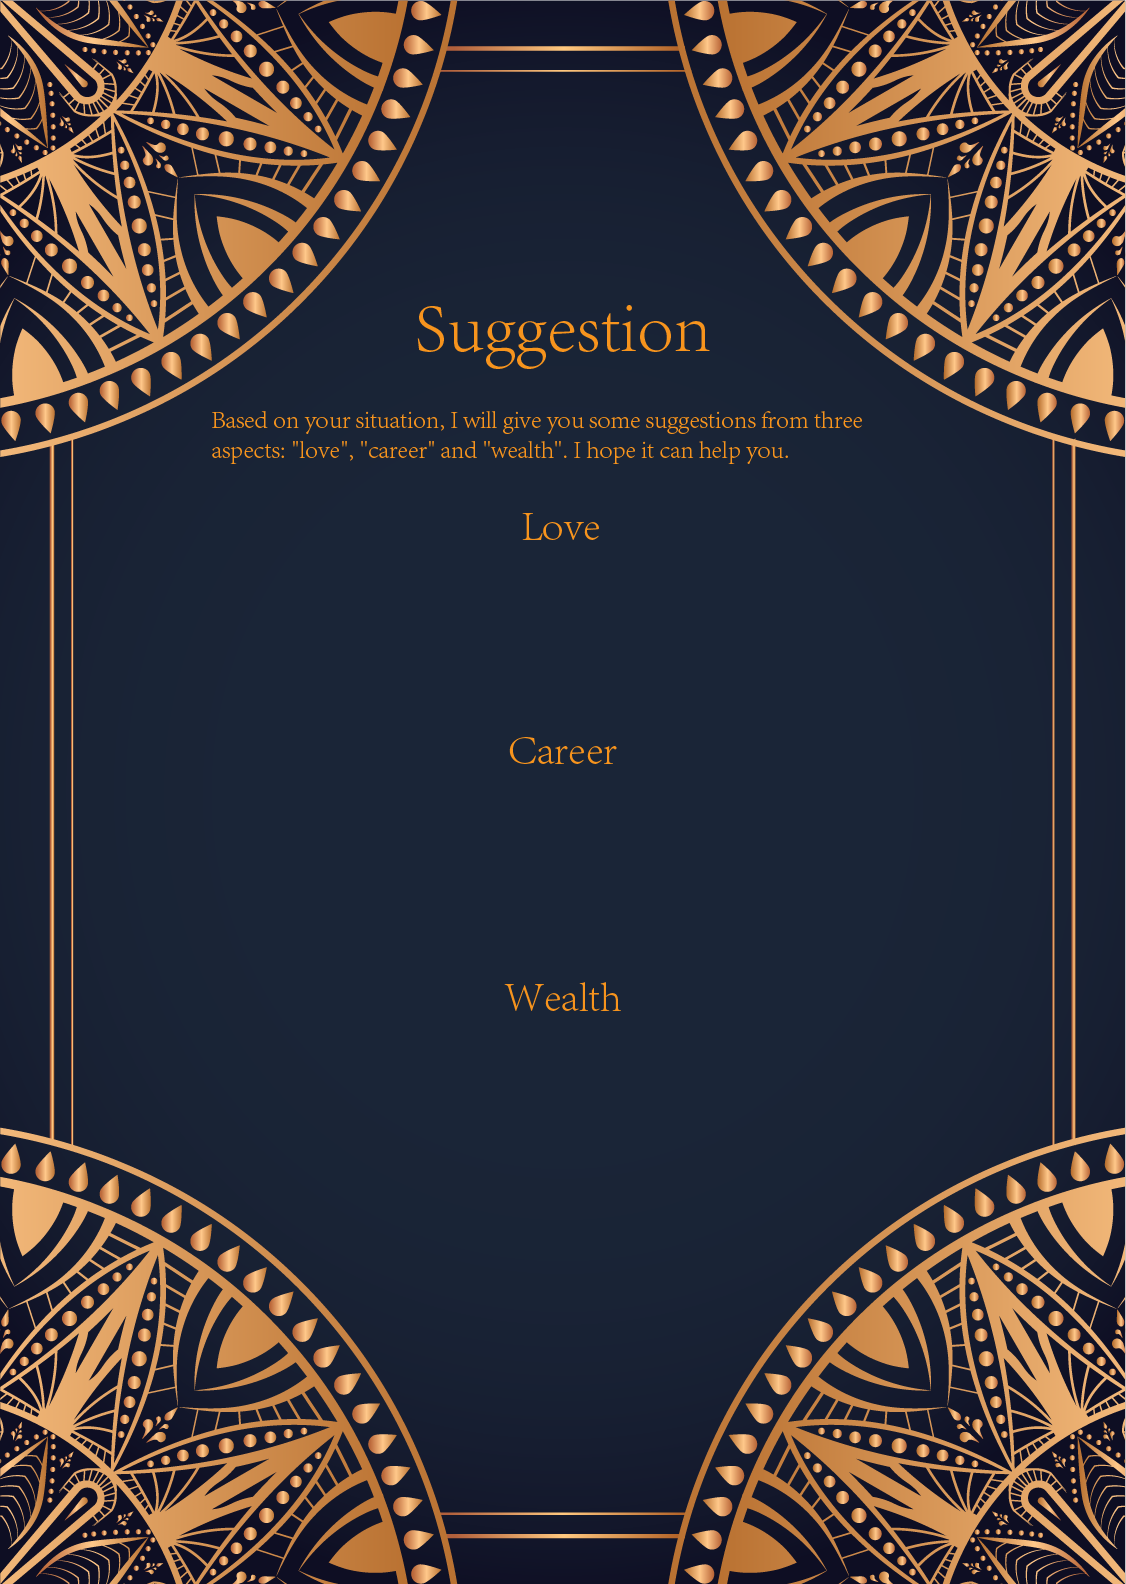 Suggestion
Based on your situation, I will give you some suggestions from three
aspects: "love", "career" and "wealth". I hope it can help you.
Love
Career
Wealth